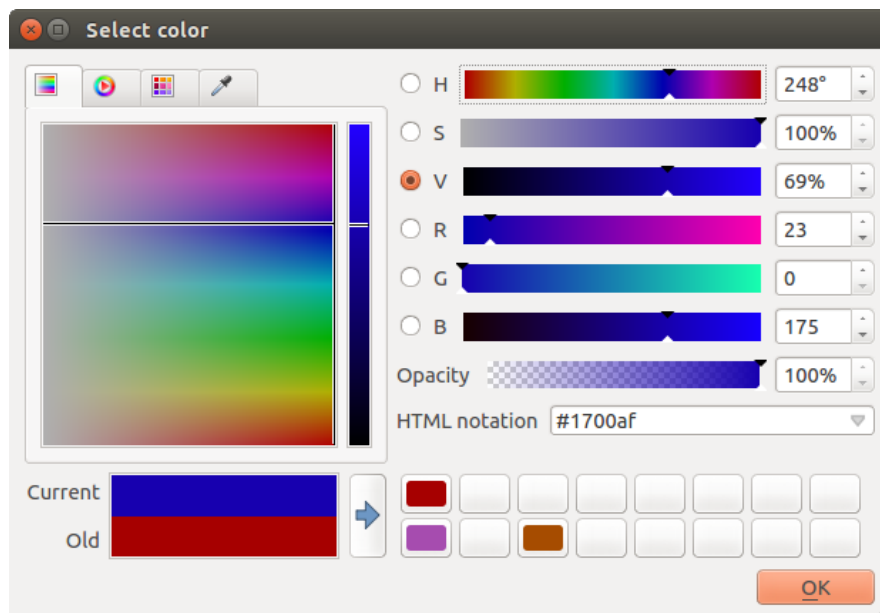 Select color
H 248°
S 100%
V 69%
R 23
G 0
B 175
Opacity 100%
HTML notation #1700af
Current
Old
OK